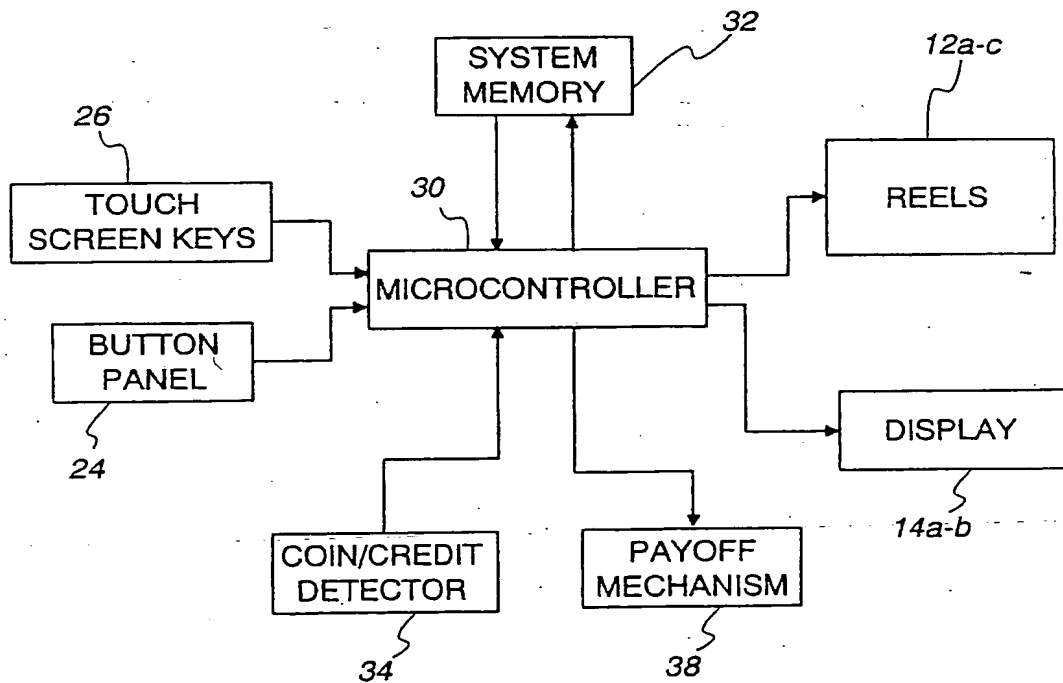 32
SYSTEM
MEMORY
12a-c
26
TOUCH
SCREEN KEYS
30
REELS
MICROCONTROLLER
BUTTON
PANEL
24
DISPLAY
14a-b
COIN/CREDIT
DETECTOR
34
PAYOFF
MECHANISM
38